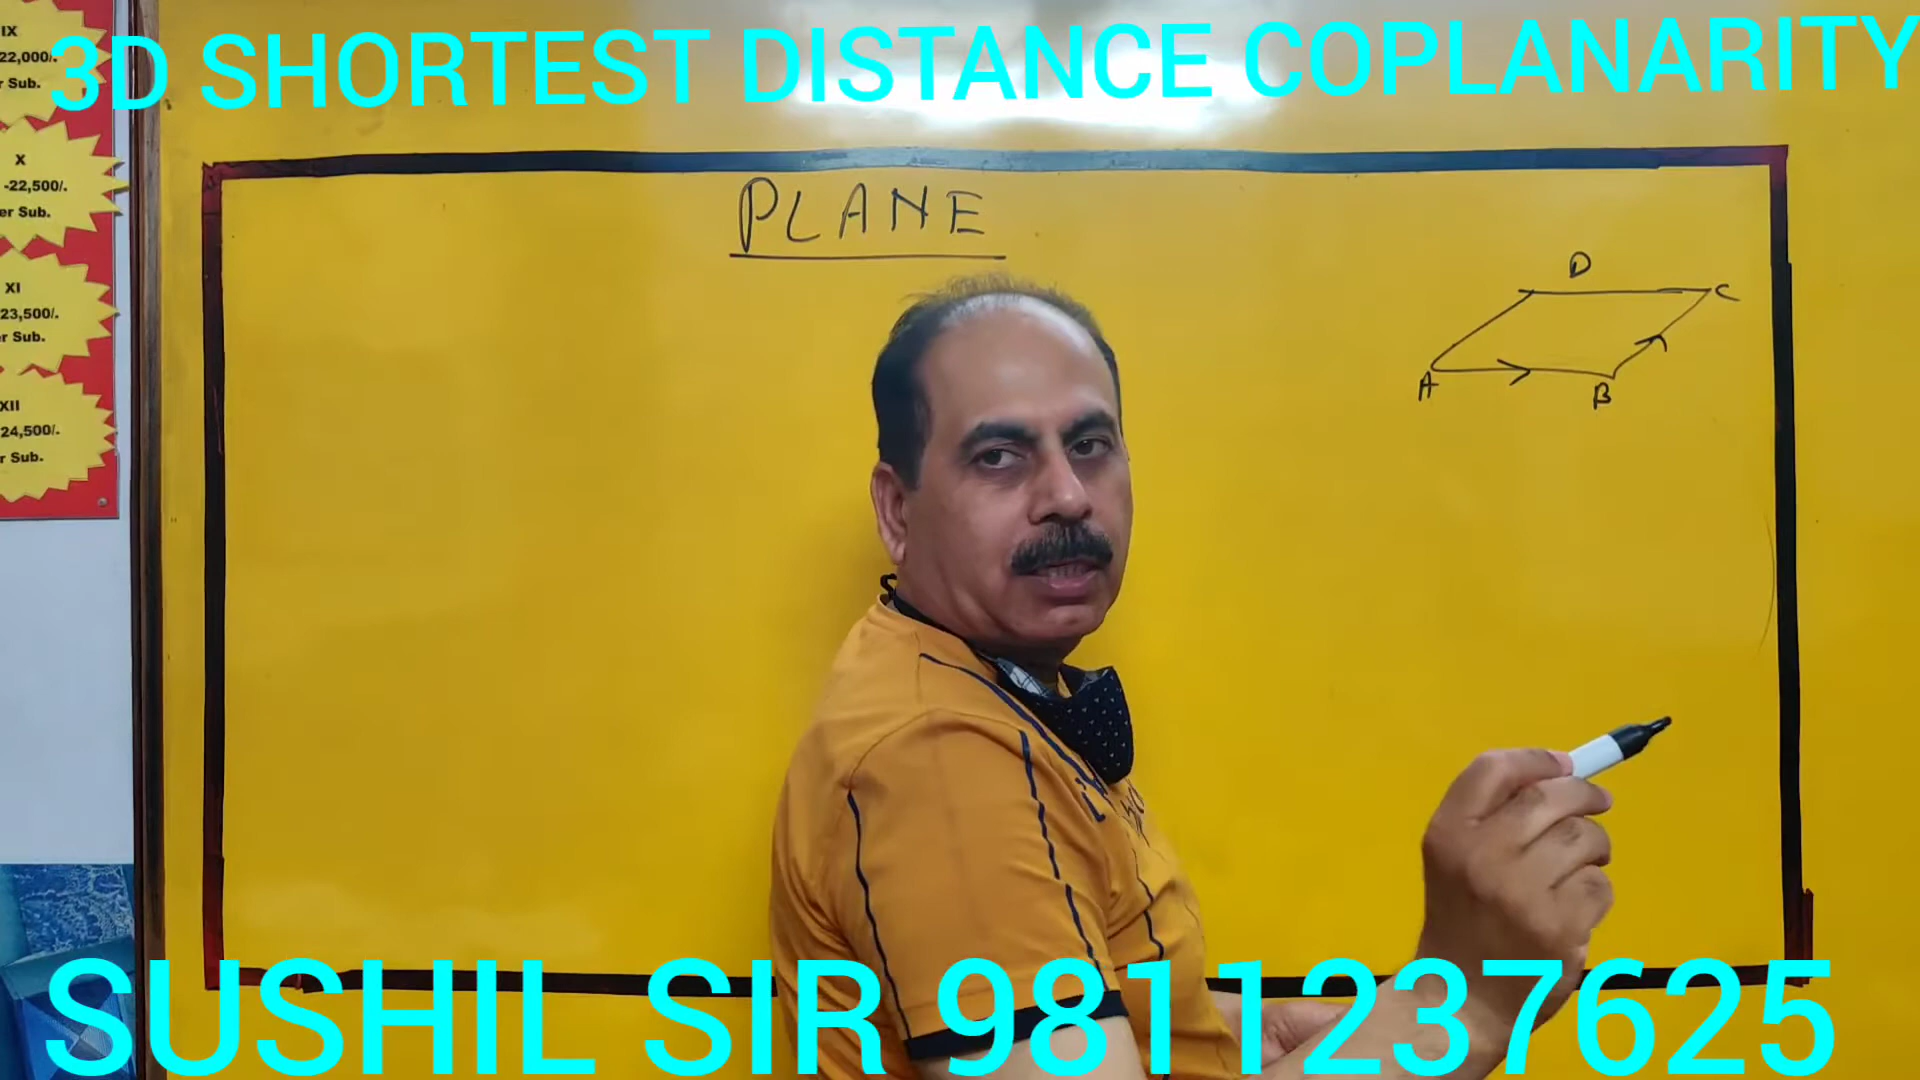 3D SHORTEST DISTANCE COPLANARITY
IX
22,000/.
r Sub.
X
-22,500/.
er Sub.
XI
23,500/.
r Sub.
XII
24,500/.
r Sub.
PLANE
D
C
A
B
SUSHIL SIR 9811237625